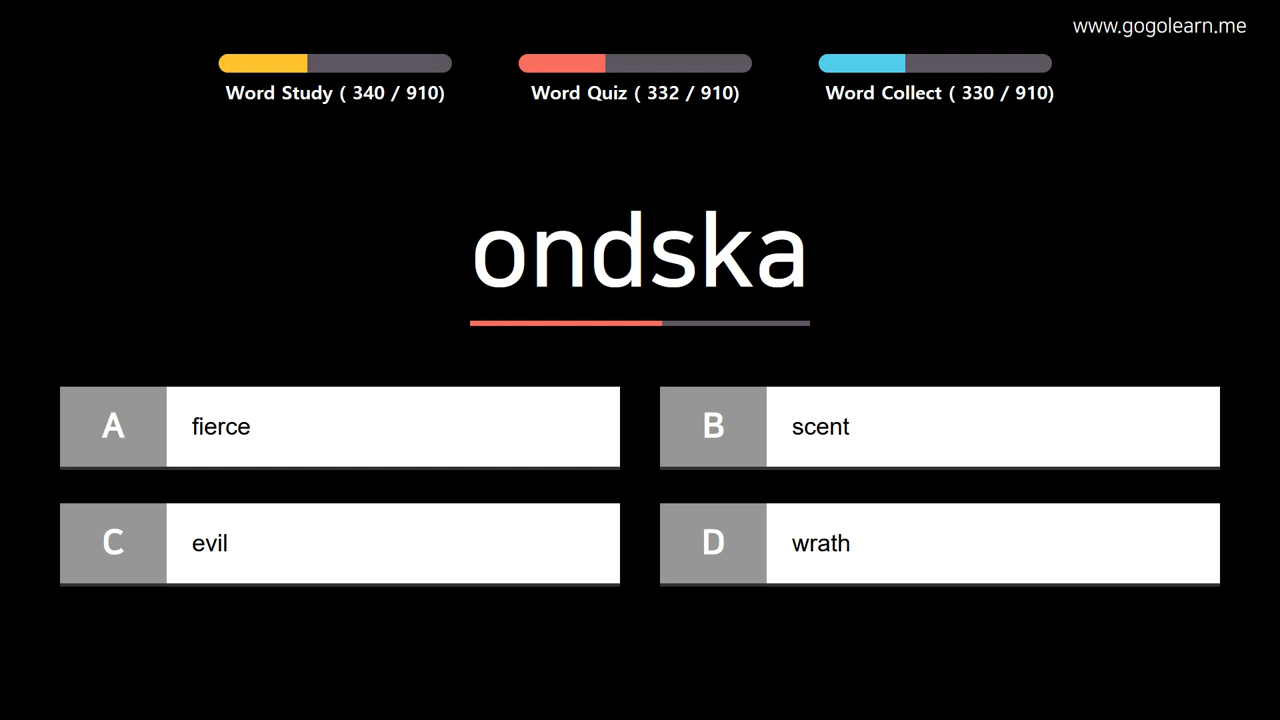 www.gogolearn.me
Word Study ( 340 / 910)
Word Quiz ( 332 / 910)
Word Collect ( 330 / 910)
ondska
A fierce
B scent
C evil
D wrath